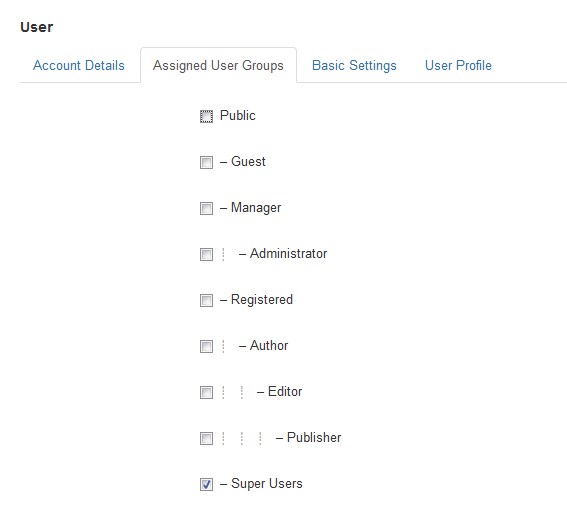 User
Account Details Assigned User Groups Basic Settings User Profile
Public
– Guest
– Manager
– Administrator
– Registered
– Author
– Editor
– Publisher
– Super Users